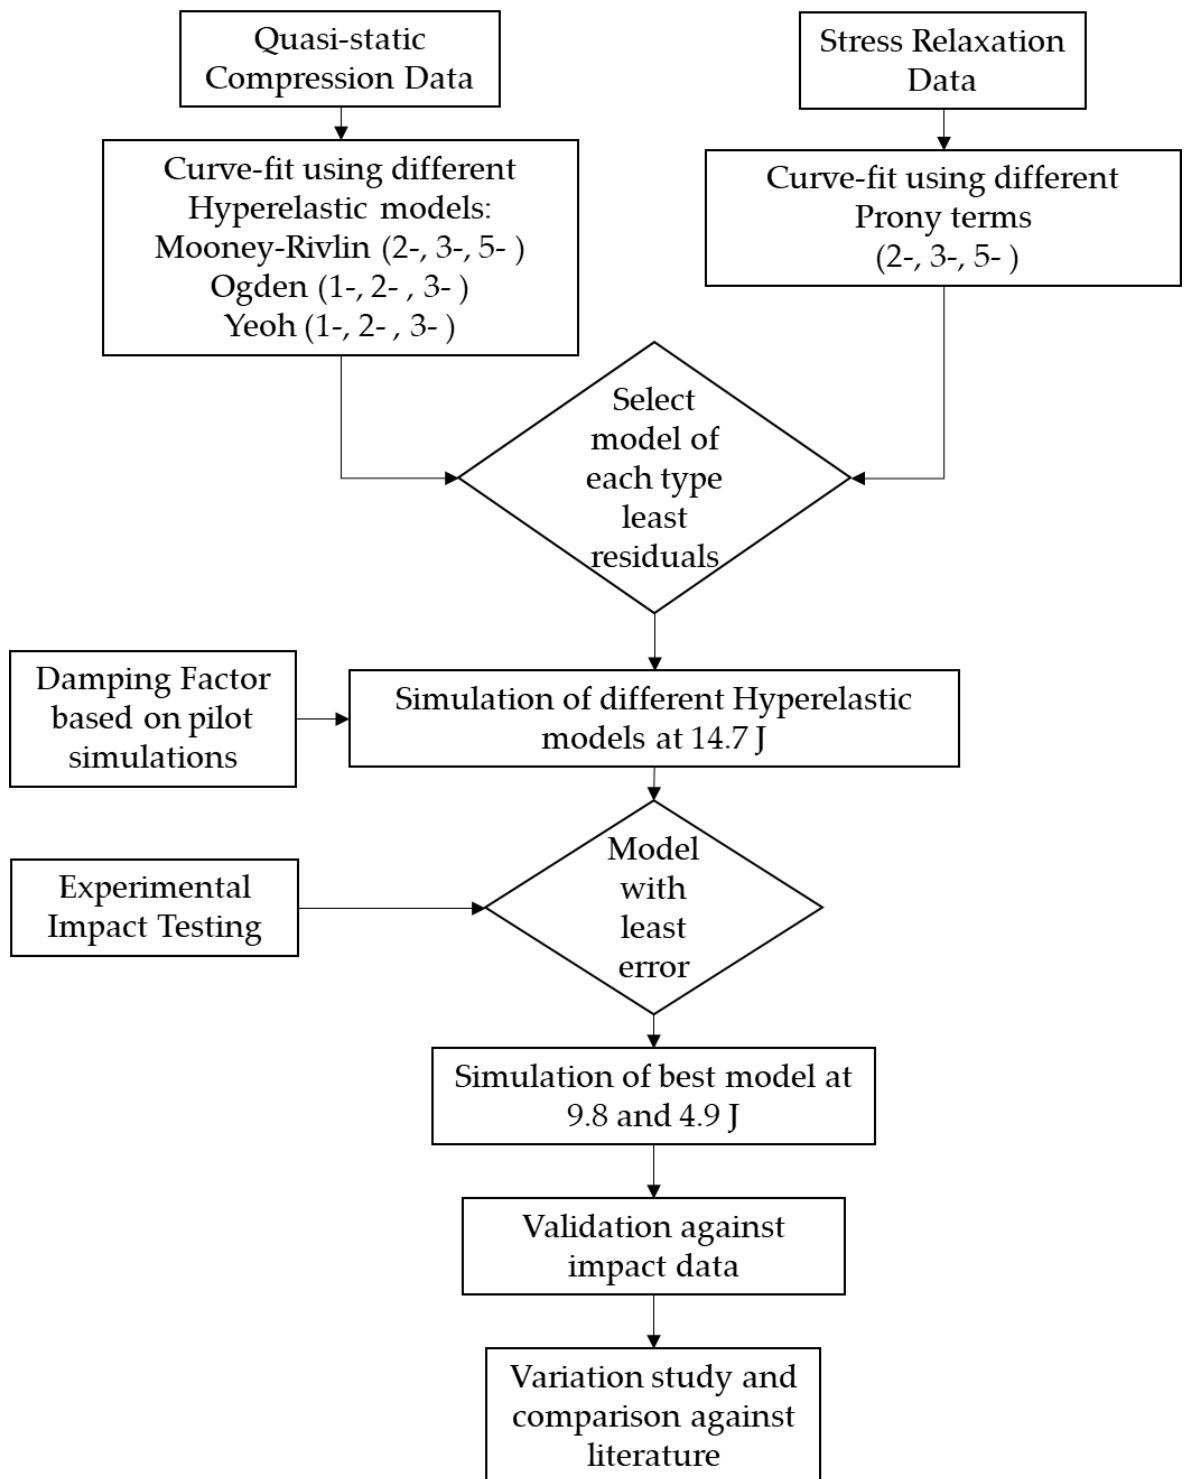 Quasi-static
Compression Data
Stress Relaxation
Data
Curve-fit using different
Hyperelastic models:
Mooney-Rivlin (2-, 3-, 5- )
Ogden (1-, 2- , 3- )
Yeoh (1-, 2- , 3- )
Curve-fit using different
Prony terms
(2-, 3-, 5- )
Select
model of
each type
least
residuals
Damping Factor
based on pilot
simulations
Simulation of different Hyperelastic
models at 14.7 J
Experimental
Impact Testing
Model
with
least
error
Simulation of best model at
9.8 and 4.9 J
Validation against
impact data
Variation study and
comparison against
literature